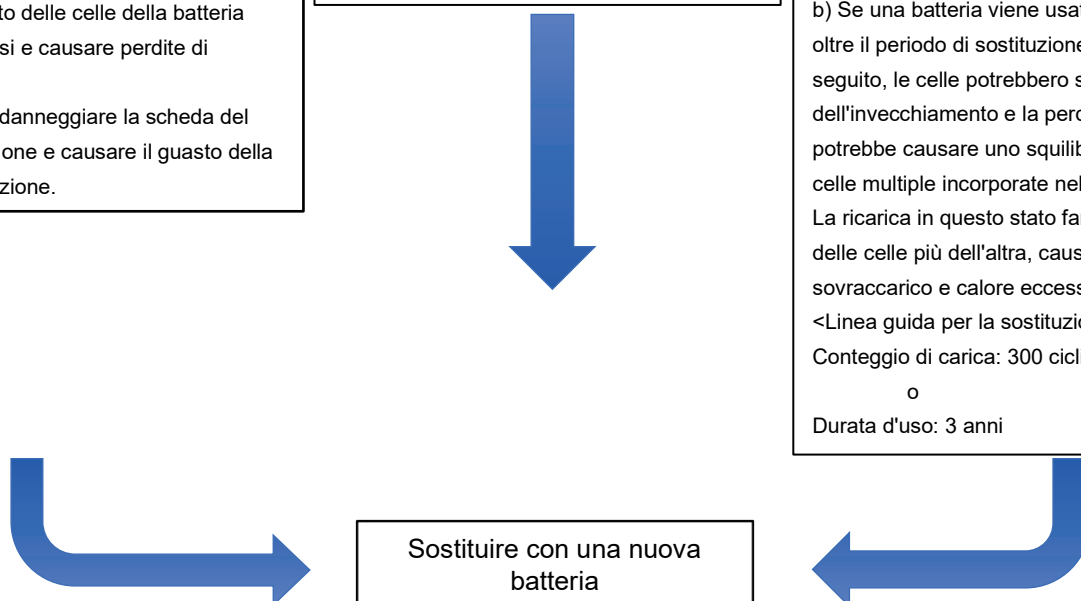 to delle celle della batteria
si e causare perdite di
danneggiare la scheda del
one e causare il guasto della
zione.
b) Se una batteria viene usat
oltre il periodo di sostituzione
seguito, le celle potrebbero s
dell'invecchiamento e la perd
potrebbe causare uno squilib
celle multiple incorporate nel
La ricarica in questo stato far
delle celle più dell'altra, caus
sovraccarico e calore eccess
<Linea guida per la sostituzio
Conteggio di carica: 300 cicli
o
Durata d'uso: 3 anni
Sostituire con una nuova
batteria